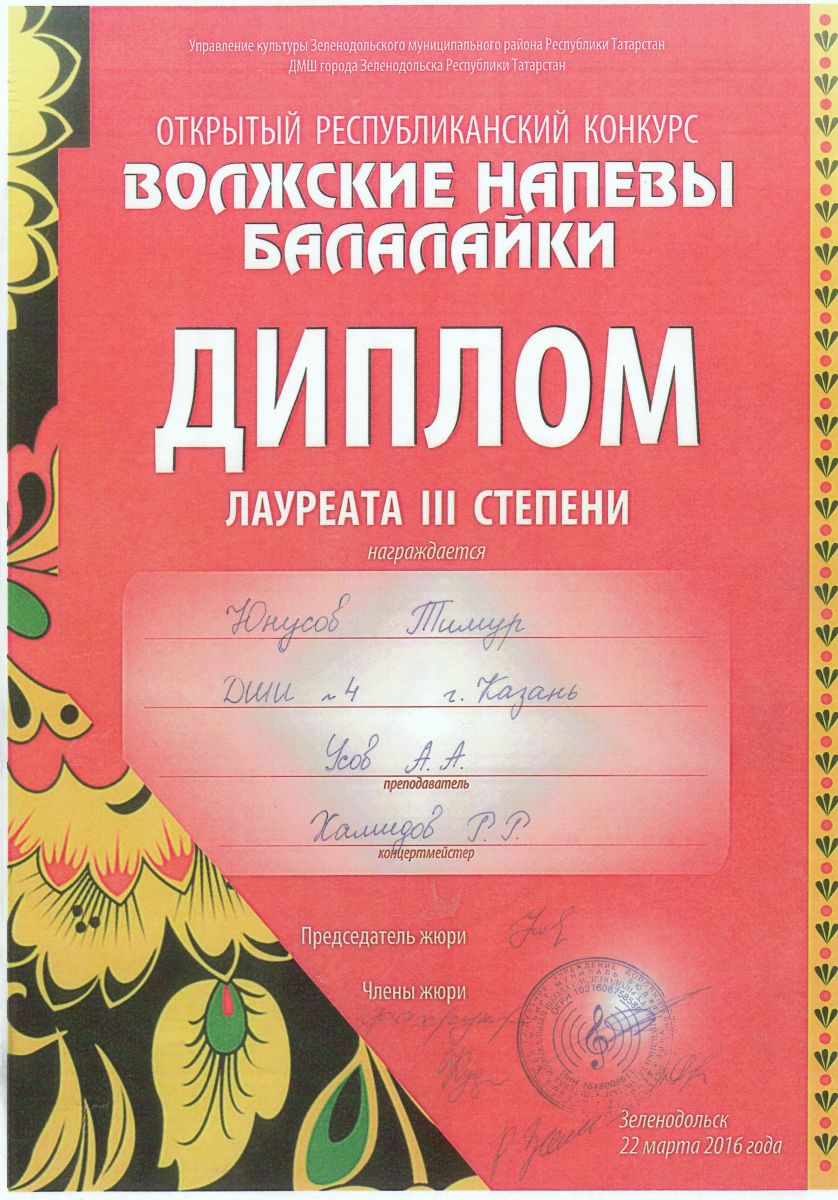 Управление культуры Зеленодольского муниципального района Республики Татарстан
ДМШ города Зеленодольска Республики Татарстан
ОТКРЫТЫЙ РЕСПУБЛИКАНСКИЙ КОНКУРС
ВОЛЖСКИЕ НАПЕВЫ
БАЛАЛАЙКИ
ДИПЛОМ
ЛАУРЕАТА III СТЕПЕНИ
награждается
Юнусов Тимур
ДШИ №4 г. Казань
Усов А.А.
преподаватель
Хамидов Р.Р.
концертмейстер
Председатель жюри
Члены жюри
Зеленодольск
22 марта 2016 года